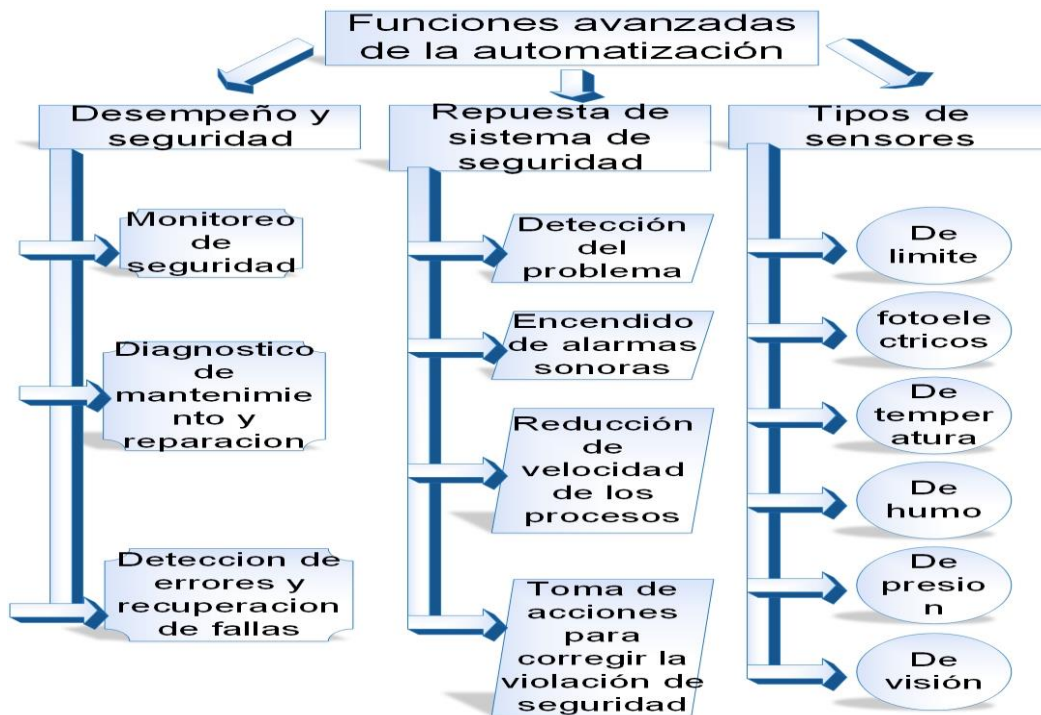 Funciones avanzadas
de la automatización
Desempeño y
seguridad
Monitoreo
de
seguridad
Diagnostico
de
mantenimie
nto y
reparacion
Deteccion de
errores y
recuperacion
de fallas
Repuesta de
sistema de
seguridad
Detección
del
problema
Encendido
de alarmas
sonoras
Reducción
de
velocidad
de los
procesos
Toma de
acciones
para
corregir la
violación de
seguridad
Tipos de
sensores
De
limite
fotoele
ctricos
De
temper
atura
De
humo
De
presio
n
De
visión